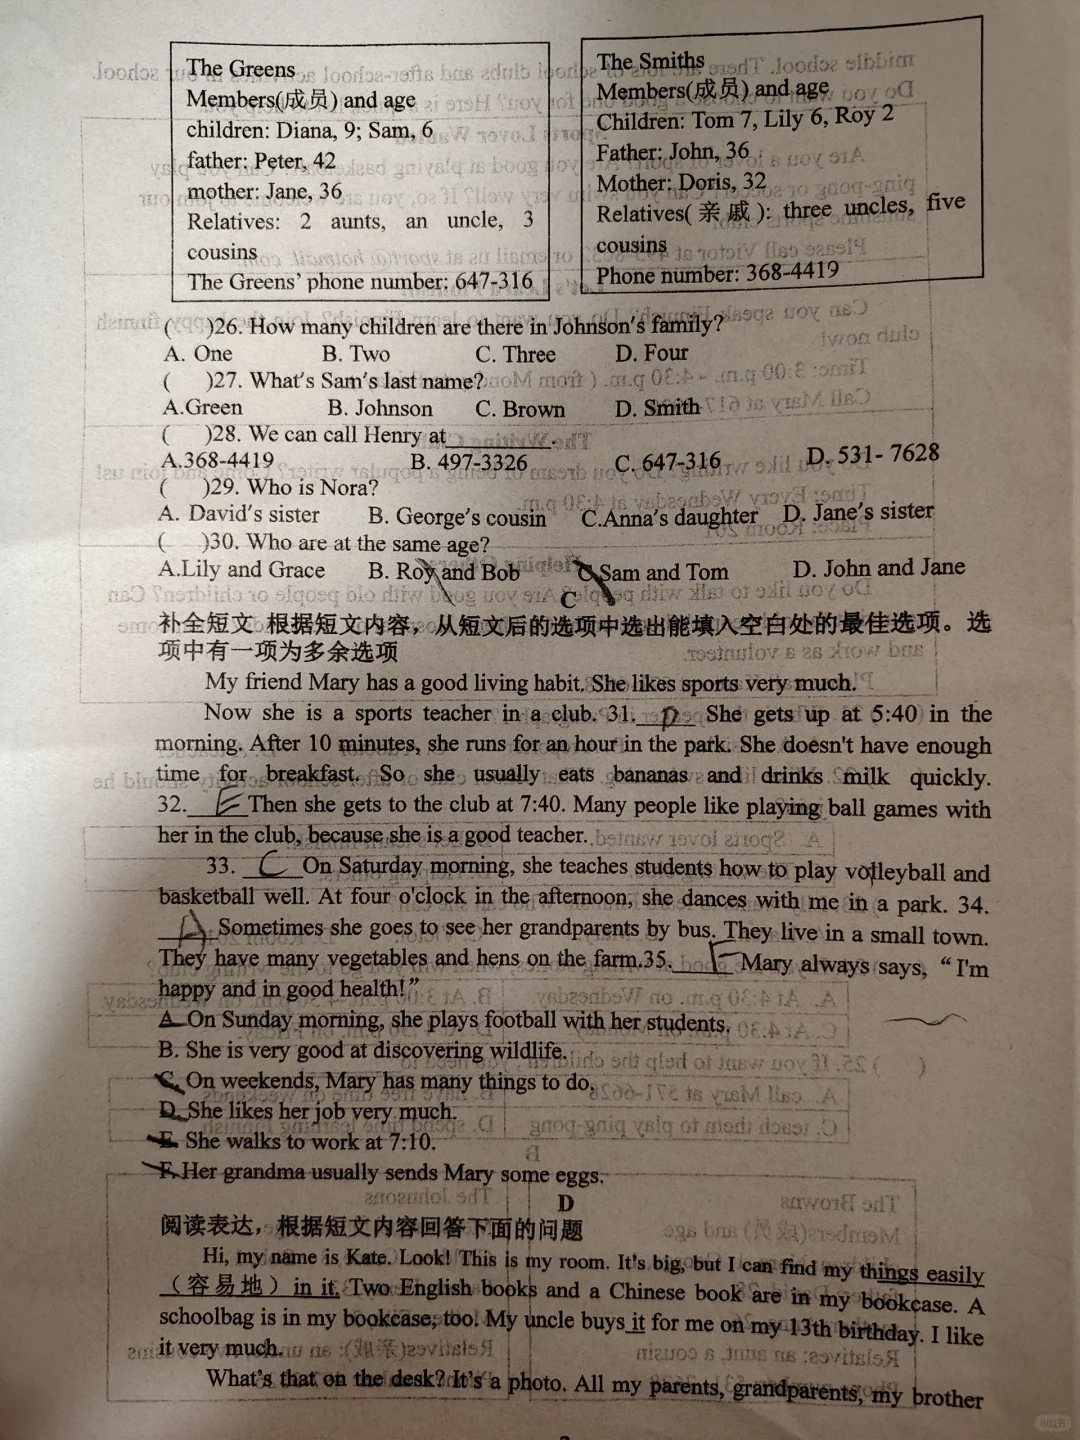 The Greens
Members(成员) and age
children: Diana, 9; Sam, 6
father: Peter, 42
mother: Jane, 36
Relatives: 2 aunts, an uncle, 3
cousins
The Greens' phone number: 647-316
The Smiths
Members(成员) and age
Children: Tom 7, Lily 6, Roy 2
Father: John, 36
Mother: Doris, 32
Relatives( 亲 戚 ): three uncles, five
cousins
Phone number: 368-4419
( )26. How many children are there in Johnson's family?
A. One B. Two C. Three D. Four
( )27. What's Sam's last name?
A.Green B. Johnson C. Brown D. Smith
( )28. We can call Henry at__________.
A.368-4419 B. 497-3326 C. 647-316 D. 531- 7628
( )29. Who is Nora?
A. David's sister B. George's cousin C.Anna's daughter D. Jane's sister
( )30. Who are at the same age?
A.Lily and Grace B. Roy and Bob C.Sam and Tom D. John and Jane
C
补全短文 根据短文内容，从短文后的选项中选出能填入空白处的最佳选项。选
项中有一项为多余选项
My friend Mary has a good living habit. She likes sports very much.
Now she is a sports teacher in a club. 31. D She gets up at 5:40 in the
morning. After 10 minutes, she runs for an hour in the park. She doesn't have enough
time for breakfast. So she usually eats bananas and drinks milk quickly.
32. E Then she gets to the club at 7:40. Many people like playing ball games with
her in the club, because she is a good teacher.
33. C On Saturday morning, she teaches students how to play volleyball and
basketball well. At four o'clock in the afternoon, she dances with me in a park. 34.
A Sometimes she goes to see her grandparents by bus. They live in a small town.
They have many vegetables and hens on the farm.35. F Mary always says, “I'm
happy and in good health!”
A. On Sunday morning, she plays football with her students.
B. She is very good at discovering wildlife.
C. On weekends, Mary has many things to do.
D. She likes her job very much.
E. She walks to work at 7:10.
F. Her grandma usually sends Mary some eggs.
D
阅读表达，根据短文内容回答下面的问题
Hi, my name is Kate. Look! This is my room. It's big, but I can find my things easily
（容易地）in it. Two English books and a Chinese book are in my bookcase. A
schoolbag is in my bookcase, too. My uncle buys it for me on my 13th birthday. I like
it very much.
What's that on the desk? It's a photo. All my parents, grandparents, my brother